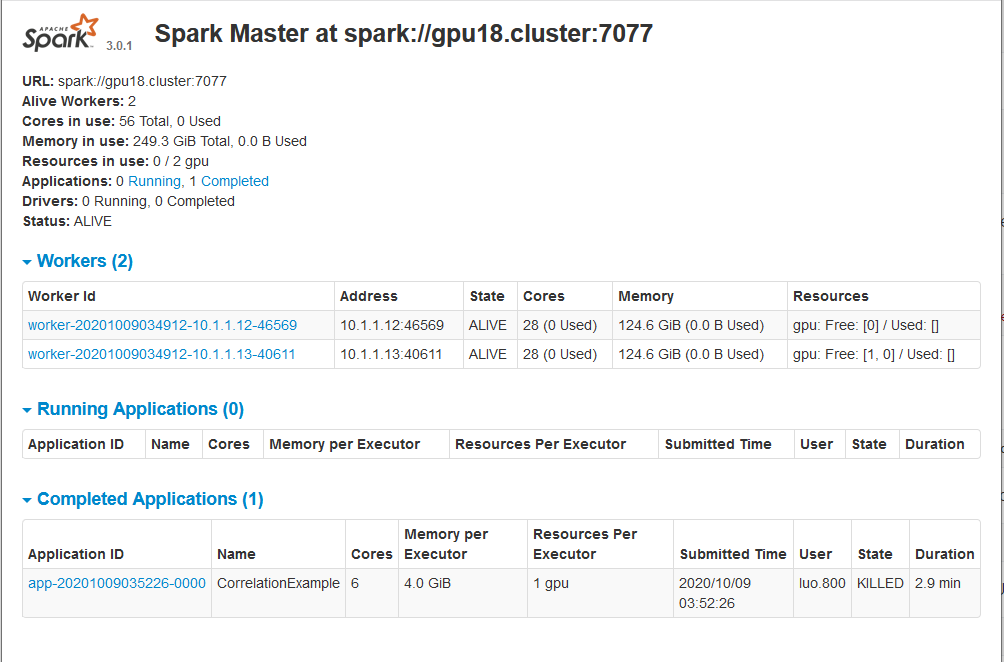 APACHE Spark 3.0.1 Spark Master at spark://gpu18.cluster:7077
URL: spark://gpu18.cluster:7077
Alive Workers: 2
Cores in use: 56 Total, 0 Used
Memory in use: 249.3 GiB Total, 0.0 B Used
Resources in use: 0 / 2 gpu
Applications: 0 Running, 1 Completed
Drivers: 0 Running, 0 Completed
Status: ALIVE
Workers (2)
Worker Id Address State Cores Memory Resources
worker-20201009034912-10.1.1.12-46569 10.1.1.12:46569 ALIVE 28 (0 Used) 124.6 GiB (0.0 B Used) gpu: Free: [0] / Used: []
worker-20201009034912-10.1.1.13-40611 10.1.1.13:40611 ALIVE 28 (0 Used) 124.6 GiB (0.0 B Used) gpu: Free: [1, 0] / Used: []
Running Applications (0)
Application ID Name Cores Memory per Executor Resources Per Executor Submitted Time User State Duration
Completed Applications (1)
Application ID Name Cores Memory per Executor Resources Per Executor Submitted Time User State Duration
app-20201009035226-0000 CorrelationExample 6 4.0 GiB 1 gpu 2020/10/09 03:52:26 luo.800 KILLED 2.9 min